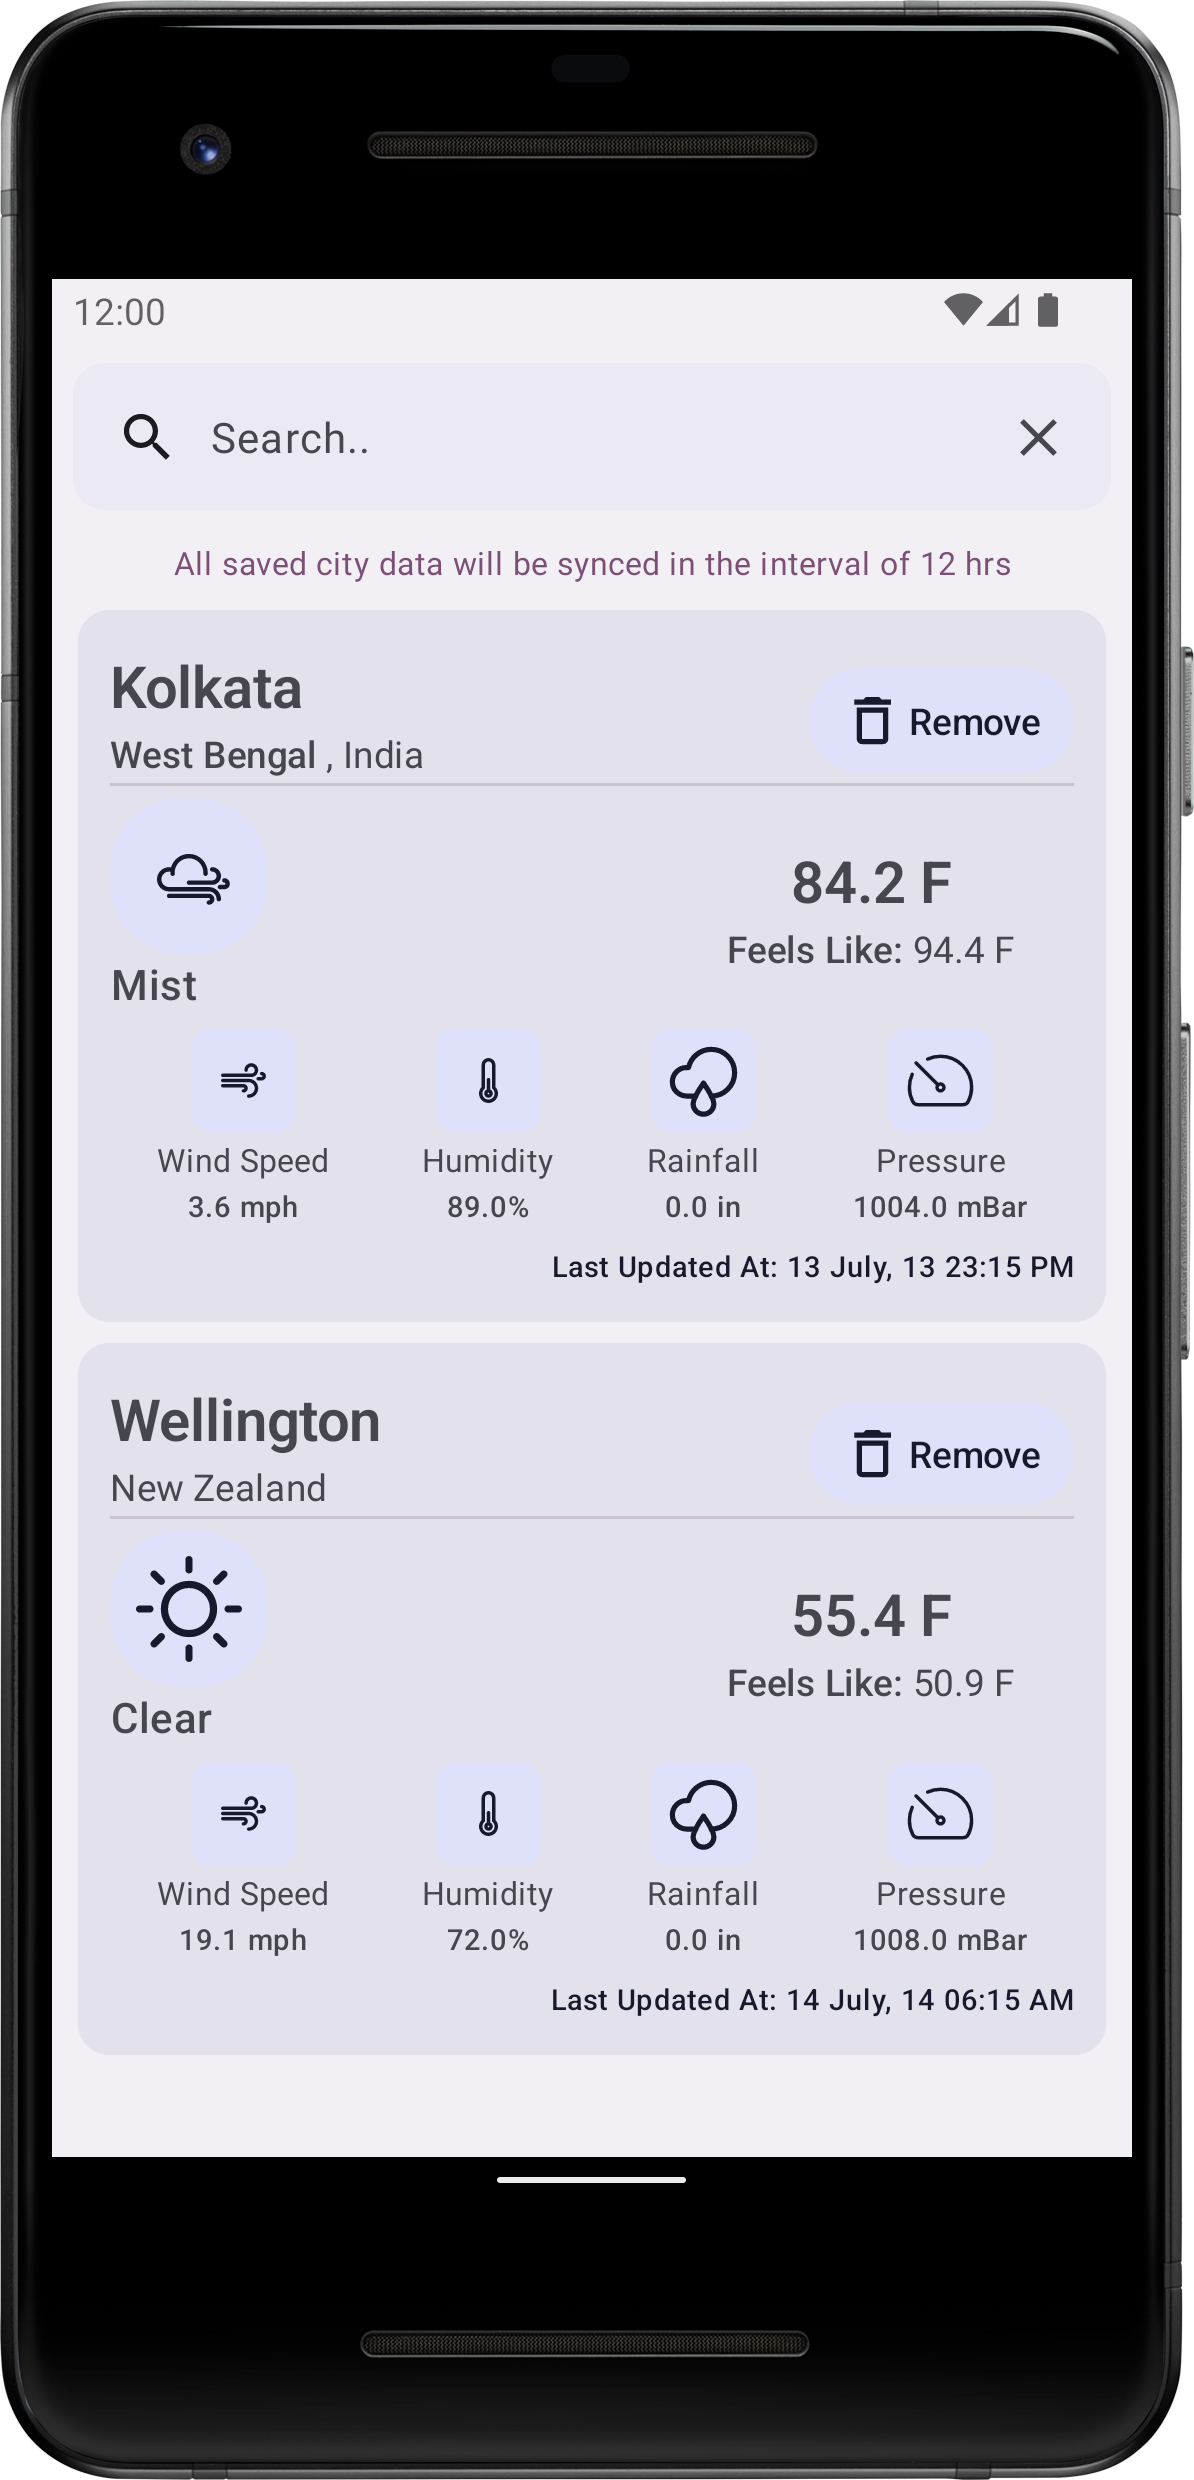 12:00
Search..
All saved city data will be synced in the interval of 12 hrs
Kolkata
West Bengal , India
Remove
84.2 F
Feels Like: 94.4 F
Mist
Wind Speed Humidity Rainfall Pressure
3.6 mph 89.0% 0.0 in 1004.0 mBar
Last Updated At: 13 July, 13 23:15 PM
Wellington
New Zealand
Remove
55.4 F
Feels Like: 50.9 F
Clear
Wind Speed Humidity Rainfall Pressure
19.1 mph 72.0% 0.0 in 1008.0 mBar
Last Updated At: 14 July, 14 06:15 AM